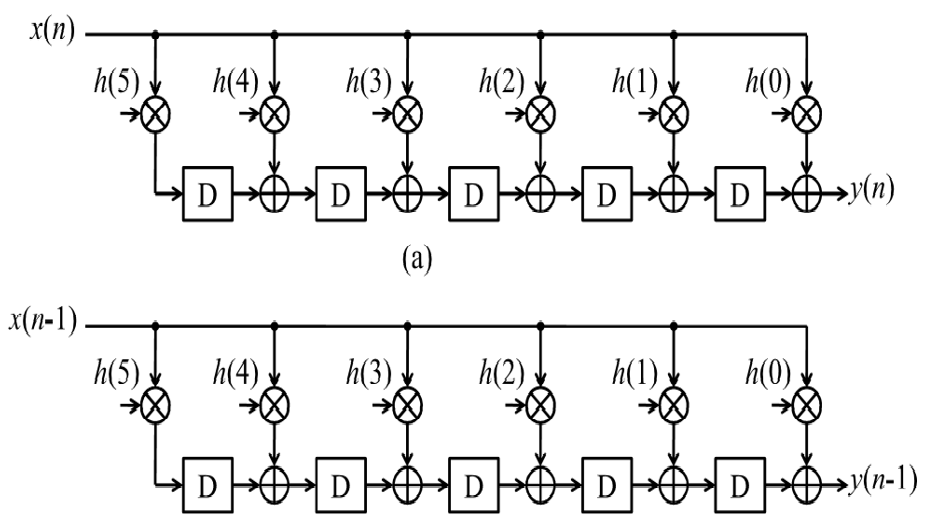 x(n)
h(5) h(4) h(3) h(2) h(1) h(0)
D D D D D y(n)
(a)
x(n-1)
h(5) h(4) h(3) h(2) h(1) h(0)
D D D D D y(n-1)